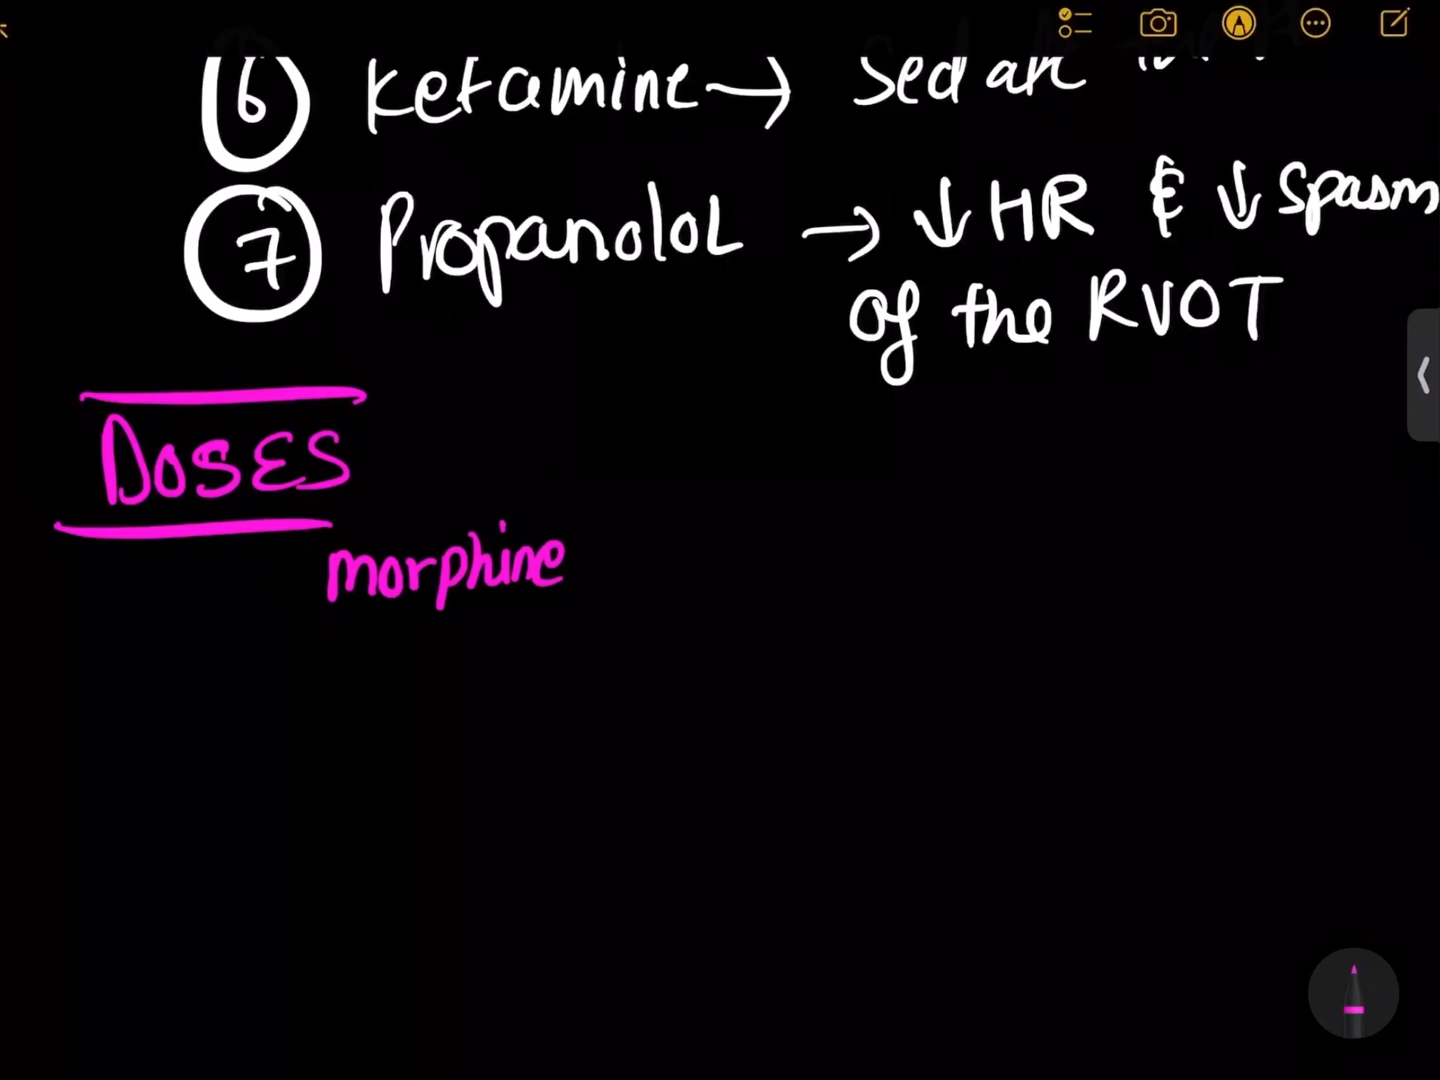 6 Ketamine → Sedate
7 Propanolol → ↓ HR & ↓ Spasm
of the RVOT
DOSES
morphine